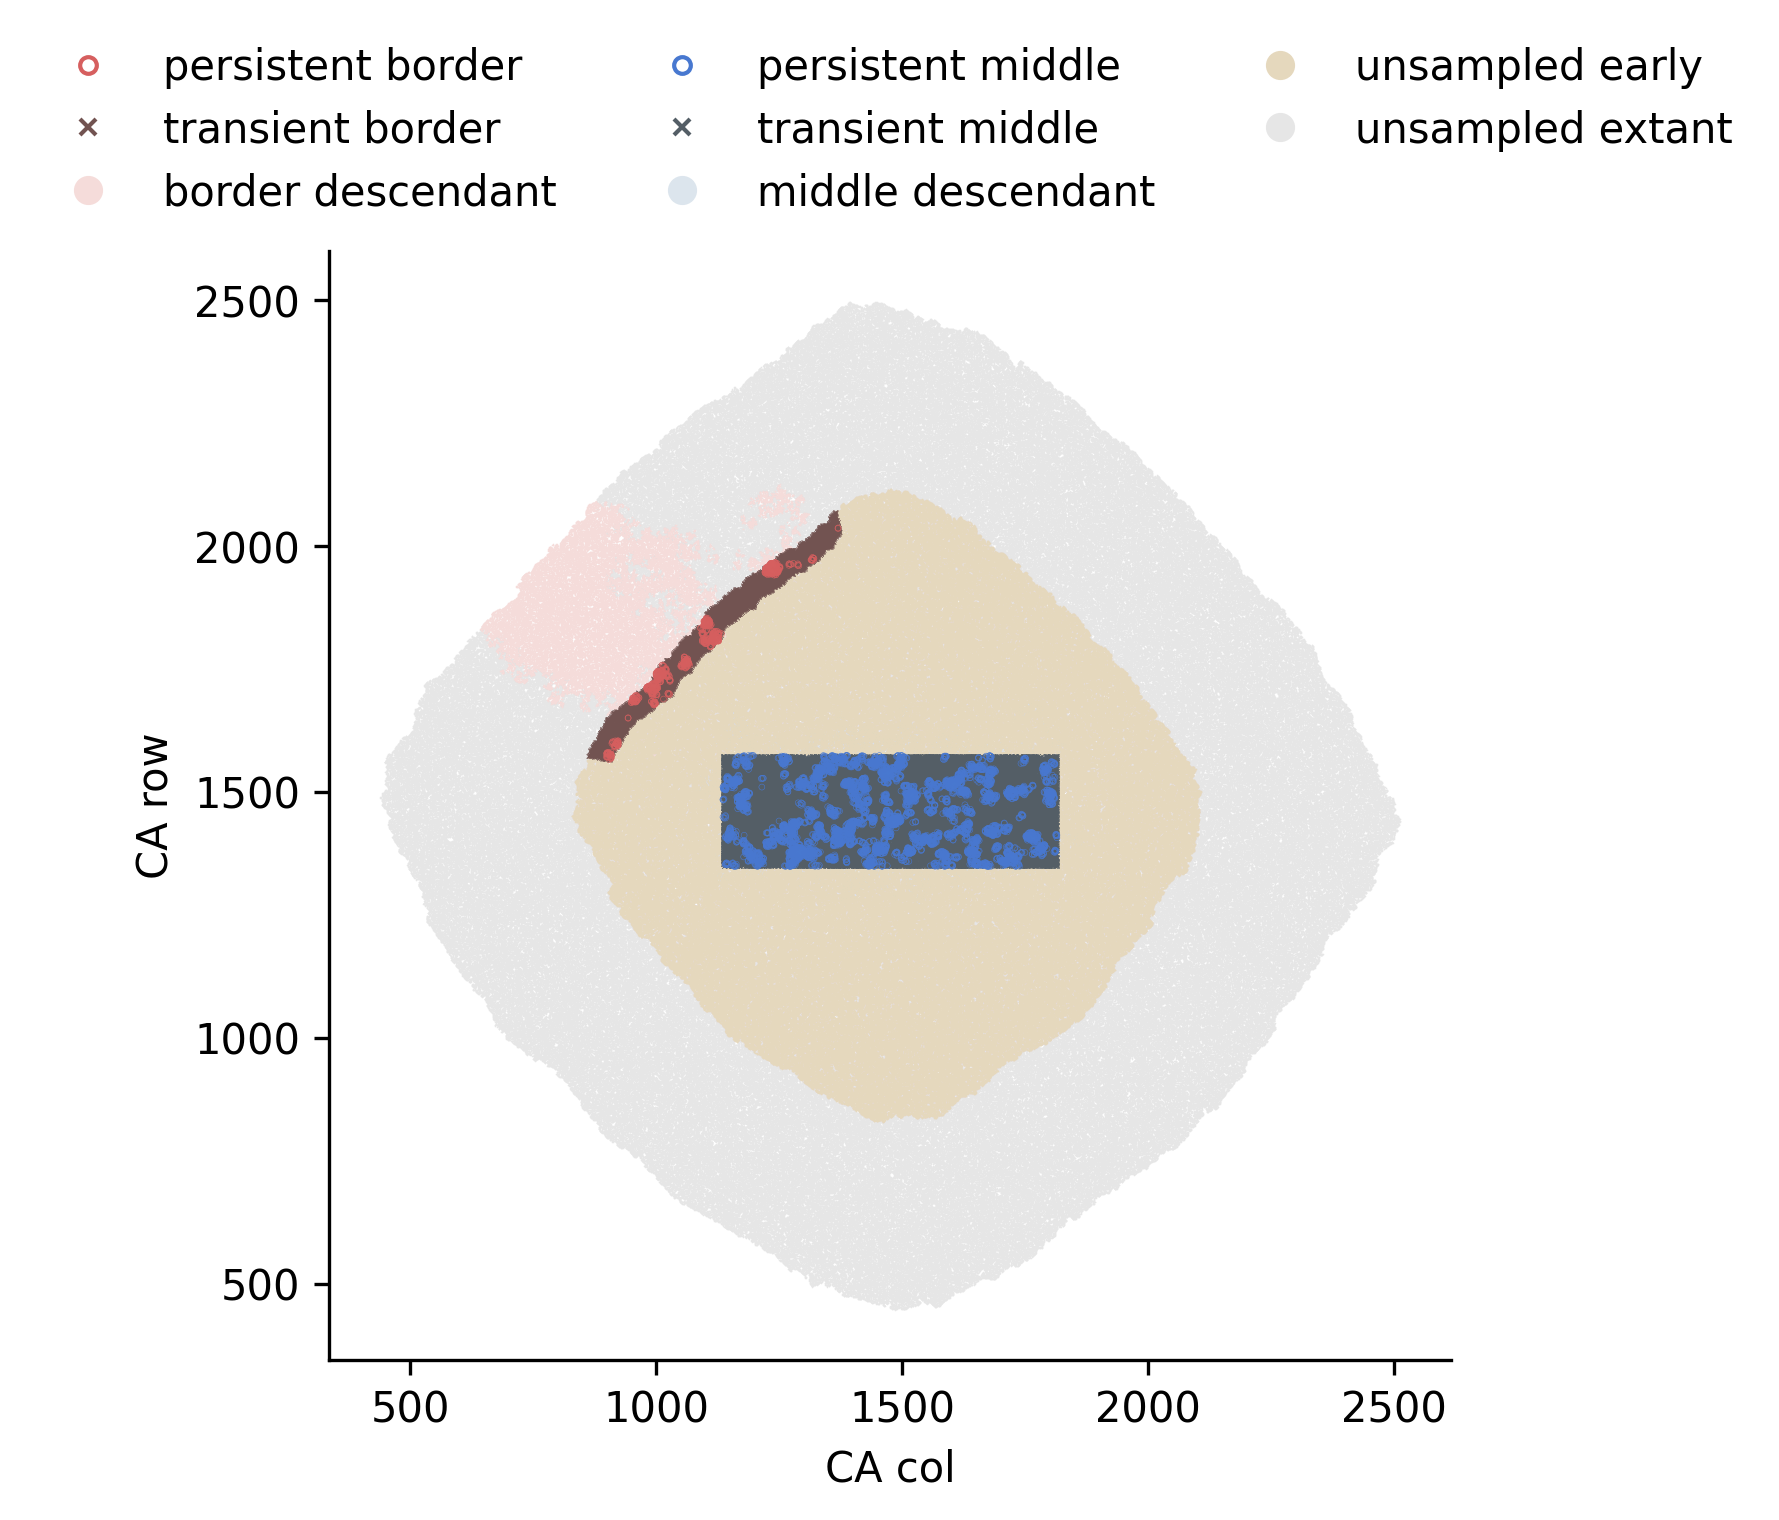 persistent border
transient border
border descendant
persistent middle
transient middle
middle descendant
unsampled early
unsampled extant
CA row
2500
2000
1500
1000
500
500 1000 1500 2000 2500
CA col